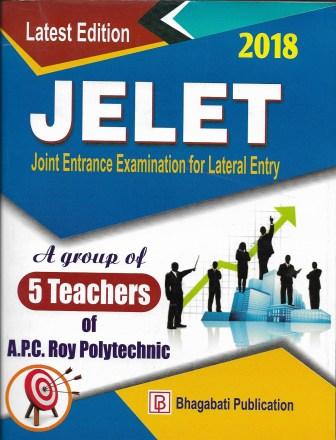 Latest Edition
2018
JELET
Joint Entrance Examination for Lateral Entry
A group of
5 Teachers
of
A.P.C. Roy Polytechnic
Bhagabati Publication